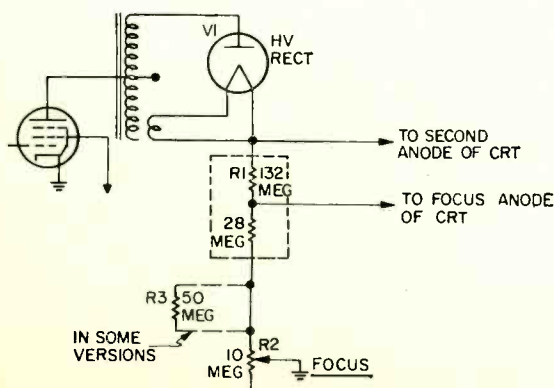 V1
HV
RECT
TO SECOND
ANODE OF CRT
R1 132
MEG
TO FOCUS ANODE
OF CRT
28
MEG
R3 50
MEG
IN SOME
VERSIONS
R2
10
MEG
FOCUS